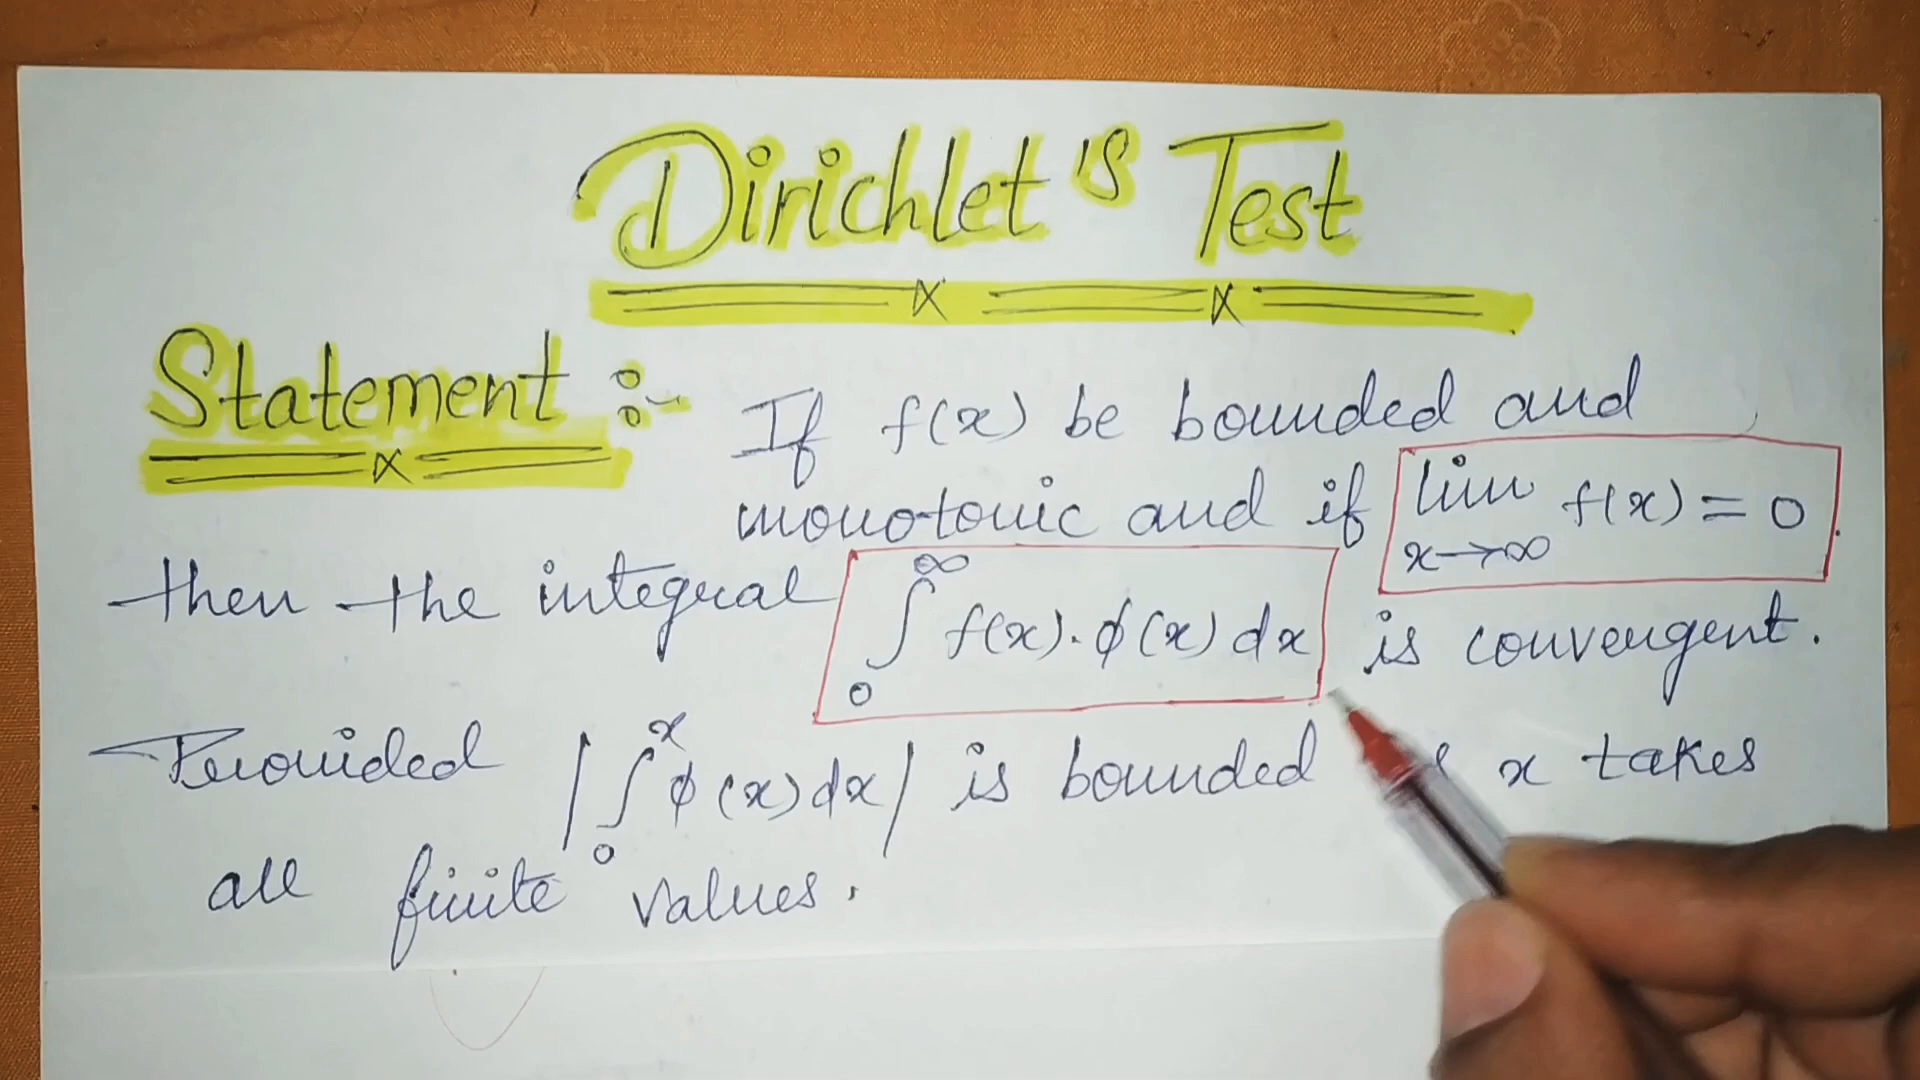 Dirichlet's Test
Statement :- If f(x) be bounded and
monotonic and if lim x→∞ f(x) = 0.
then the integral ∫₀^∞ f(x).ϕ(x) dx is convergent.
Provided |∫₀^x ϕ(x) dx| is bounded x takes
all finite values.